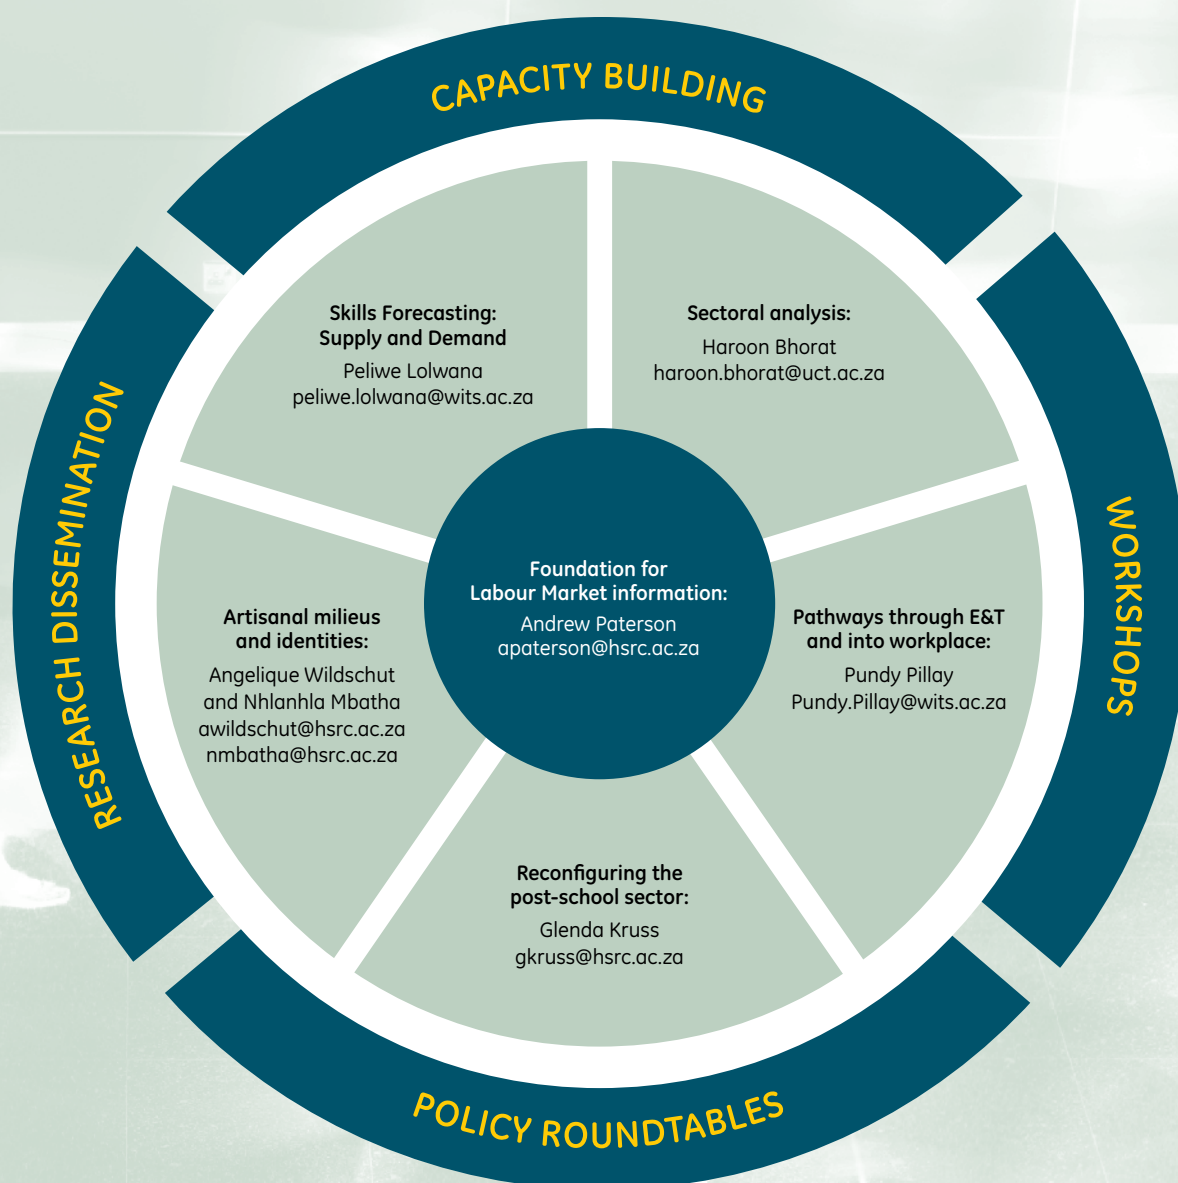 CAPACITY BUILDING
Skills Forecasting:
Supply and Demand
Peliwe Lolwana
peliwe.lolwana@wits.ac.za
Sectoral analysis:
Haroon Bhorat
haroon.bhorat@uct.ac.za
RESEARCH DISSEMINATION
WORKSHOPS
Foundation for
Labour Market information:
Andrew Paterson
apaterson@hsrc.ac.za
Artisanal milieus
and identities:
Angelique Wildschut
and Nhlanhla Mbatha
awildschut@hsrc.ac.za
nmbatha@hsrc.ac.za
Pathways through E&T
and into workplace:
Pundy Pillay
Pundy.Pillay@wits.ac.za
Reconfiguring the
post-school sector:
Glenda Kruss
gkruss@hsrc.ac.za
POLICY ROUNDTABLES